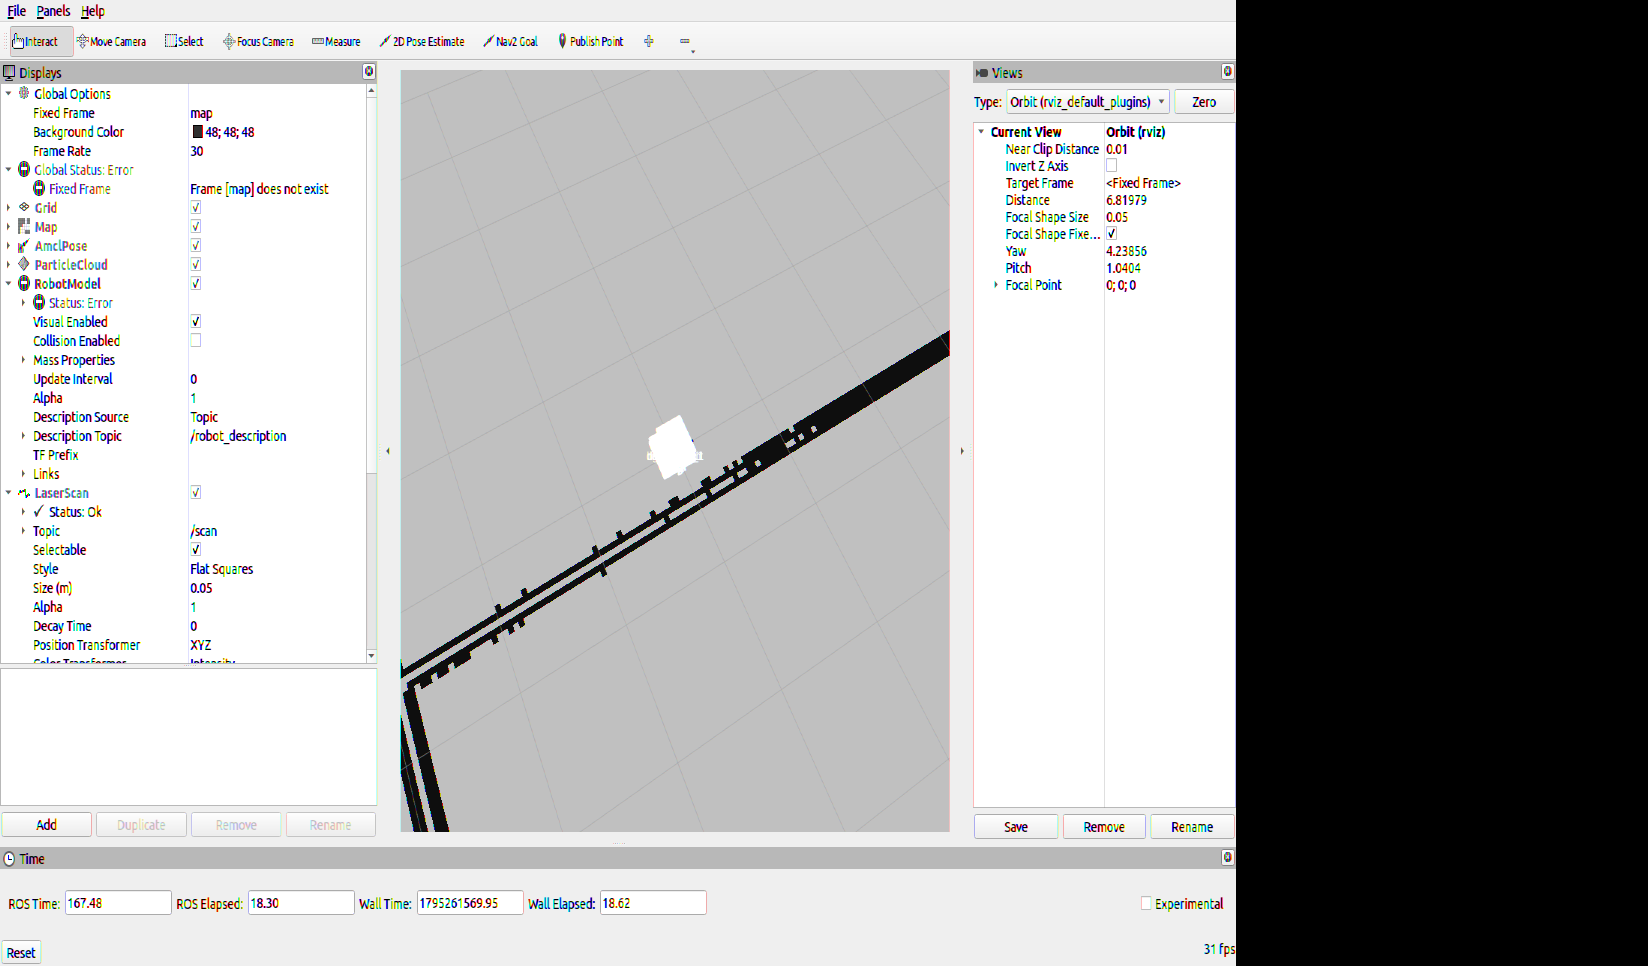 File Panels Help
Interact Move Camera Select Focus Camera Measure 2D Pose Estimate Nav2 Goal Publish Point
Displays
Global Options
Fixed Frame map
Background Color 48; 48; 48
Frame Rate 30
Global Status: Error
Fixed Frame Frame [map] does not exist
Grid
Map
AmclPose
ParticleCloud
RobotModel
Status: Error
Visual Enabled
Collision Enabled
Mass Properties
Update Interval 0
Alpha 1
Description Source Topic
Description Topic /robot_description
TF Prefix
Links
LaserScan
Status: Ok
Topic /scan
Selectable
Style Flat Squares
Size (m) 0.05
Alpha 1
Decay Time 0
Position Transformer XYZ
Color Transformer Intensity
Add Duplicate Remove Rename
Views
Type: Orbit (rviz_default_plugins) Zero
Current View Orbit (rviz)
Near Clip Distance 0.01
Invert Z Axis
Target Frame <Fixed Frame>
Distance 6.81979
Focal Shape Size 0.05
Focal Shape Fixe...
Yaw 4.23856
Pitch 1.0404
Focal Point 0; 0; 0
Save Remove Rename
Time
ROS Time: 167.48 ROS Elapsed: 18.30 Wall Time: 1795261569.95 Wall Elapsed: 18.62 Experimental
Reset 31 fps